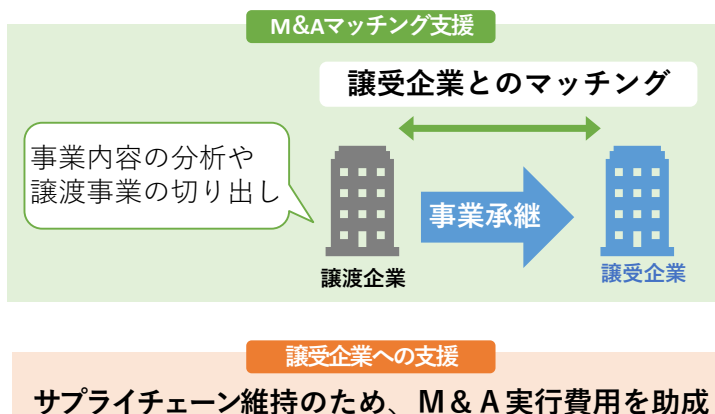 M&Aマッチング支援
譲受企業とのマッチング
事業内容の分析や
譲渡事業の切り出し
事業承継
譲渡企業
譲受企業
譲受企業への支援
サプライチェーン維持のため、M&A実行費用を助成